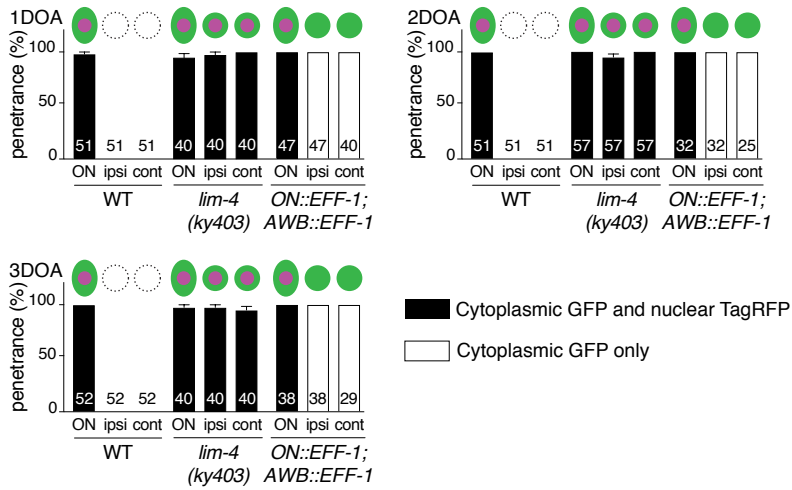 1DOA
penetrance (%)
100
50
0
51 51 51 40 40 40 47 47 40
ON ipsi cont ON ipsi cont ON ipsi cont
WT lim-4 ON::EFF-1;
(ky403) AWB::EFF-1
2DOA
penetrance (%)
100
50
0
51 51 51 57 57 57 32 32 25
ON ipsi cont ON ipsi cont ON ipsi cont
WT lim-4 ON::EFF-1;
(ky403) AWB::EFF-1
3DOA
penetrance (%)
100
50
0
52 52 52 40 40 40 38 38 29
ON ipsi cont ON ipsi cont ON ipsi cont
WT lim-4 ON::EFF-1;
(ky403) AWB::EFF-1
Cytoplasmic GFP and nuclear TagRFP
Cytoplasmic GFP only